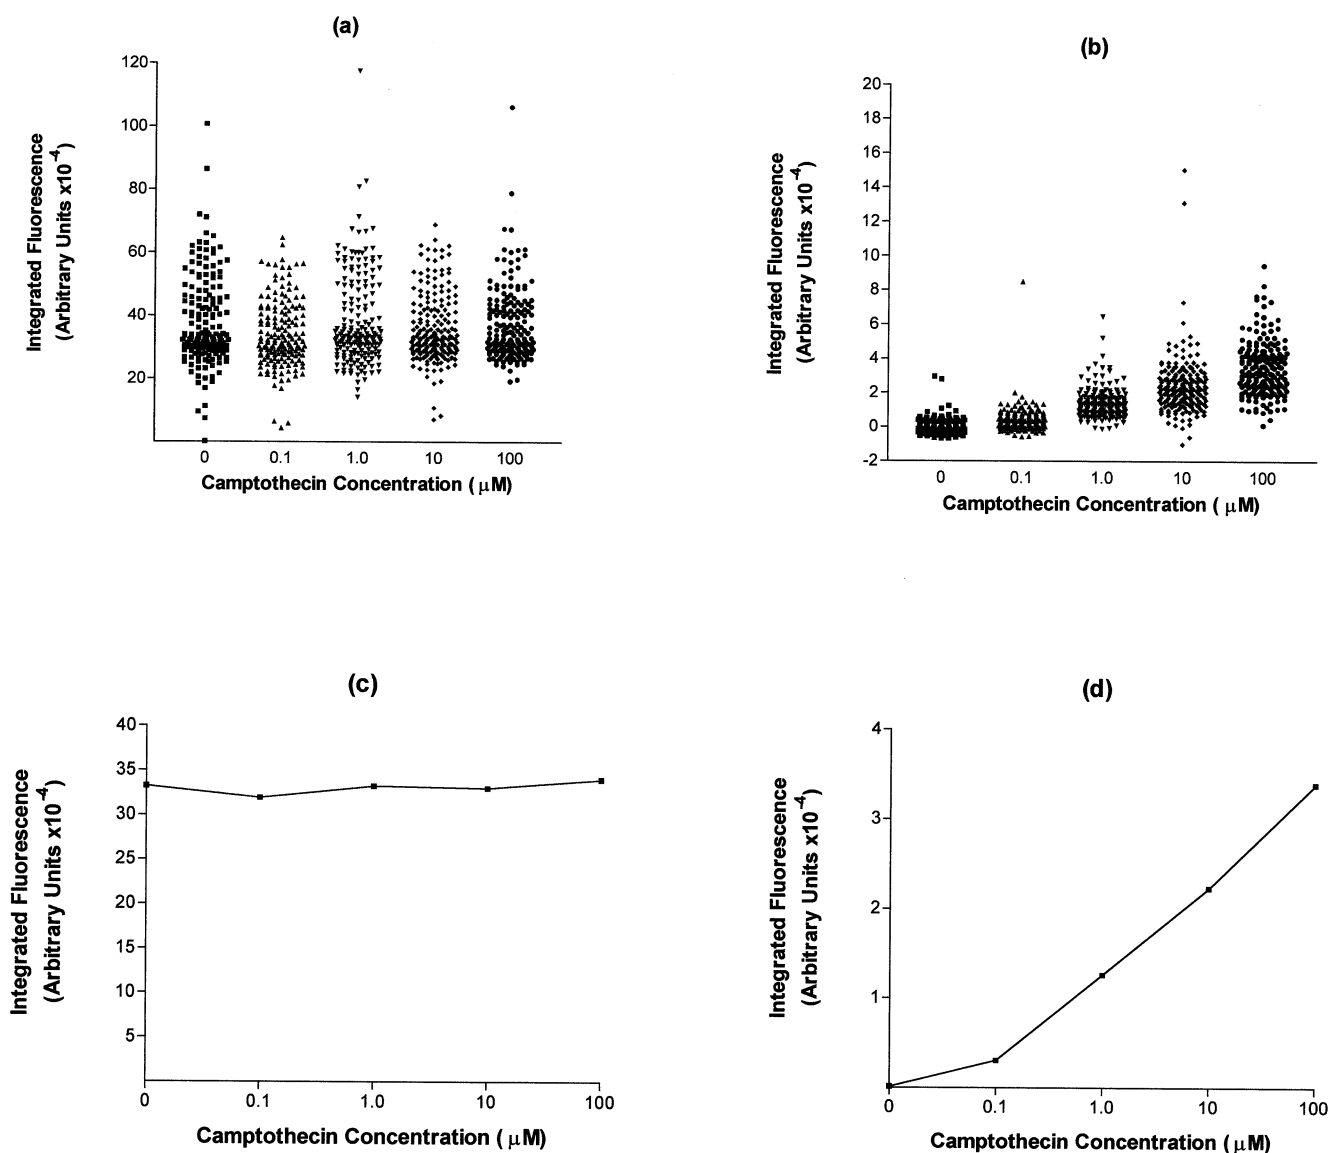 (a)
Integrated Fluorescence
(Arbitrary Units x10⁻⁴)
120
100
80
60
40
20
0 0.1 1.0 10 100
Camptothecin Concentration ( μM)
(b)
Integrated Fluorescence
(Arbitrary Units x10⁻⁴)
20
18
16
14
12
10
8
6
4
2
0
-2
0 0.1 1.0 10 100
Camptothecin Concentration ( μM)
(c)
Integrated Fluorescence
(Arbitrary Units x10⁻⁴)
40
35
30
25
20
15
10
5
0 0.1 1.0 10 100
Camptothecin Concentration ( μM)
(d)
Integrated Fluorescence
(Arbitrary Units x10⁻⁴)
4
3
2
1
0 0.1 1.0 10 100
Camptothecin Concentration ( μM)